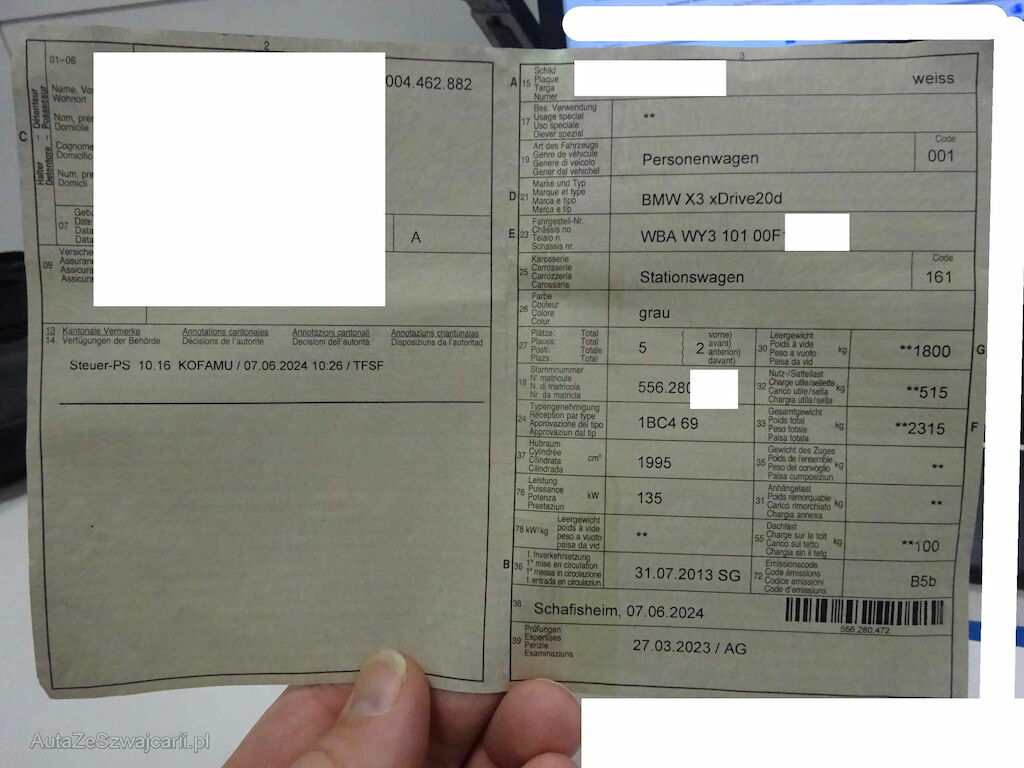 2
01-06
Name,
Wohnort
Nom,
Domicile
Cognome
Domicilio
Num,
Domicil
C
Halter Détenteur
Detentore Possessur
004.462.882
07
Data
A
09
13 Kantonale Vermerke Annotations cantonales Annotazioni cantonali Annotaziuns chantunalas
14 Verfügungen der Behörde Décisions de l'autorité Decisioni dell'autorità Disposiziuns da l'autoritad
Steuer-PS 10.16 KOFAMU / 07.06.2024 10:26 / TFSF
3
A 15 Schild
Plaque
Targa
Numer
weiss
17 Bes. Verwendung
Usage spécial
Uso speciale
Diever spezial
**
19 Art des Fahrzeugs
Genre de véhicule
Genere di veicolo
Gener dal vehichel
Personenwagen
Code
001
D 21 Marke und Typ
Marque et type
Marca e tipo
Marca e tip
BMW X3 xDrive20d
E 23 Fahrgestell-Nr.
Châssis no
Telaio n.
Schassis nr.
WBA WY3 101 00F
25 Karosserie
Carrosserie
Carrozzeria
Carossaria
Stationswagen
Code
161
26 Farbe
Couleur
Colore
Colur
grau
27 Plätze: Total
Places: Total
Posti: Totale
Plazs: Total
5
( vorne)
2 avant)
( anteriori)
davant)
30 Leergewicht
Poids à vide
Peso a vuoto
Paisa da vid
kg
**1800
G
18 Stammnummer
N° matricule
N. di matricola
Nr. da matricla
556.280
32 Nutz-/Sattellast
Charge utile/sellette
Carico utile/sella
Chargia utila/sella
kg
**515
24 Typengenehmigung
Réception par type
Approvazione del tipo
Approvaziun dal tip
1BC4 69
33 Gesamtgewicht
Poids total
Peso totale
Paisa totala
kg
**2315
F
37 Hubraum
Cylindrée
Cilindrata
Cilindrada
cm³
1995
35 Gewicht des Zuges
Poids de l'ensemble
Peso del convoglio
Paisa cumposiziun
kg
**
76 Leistung
Puissance
Potenza
Prestaziun
kW
135
31 Anhängelast
Poids remorquable
Carico rimorchiato
Chargia annexa
kg
**
78 kW/kg Leergewicht
poids à vide
peso a vuoto
paisa da vid
**
55 Dachlast
Charge sur le toit
Carico sul tetto
Chargia sin il tetg
kg
**100
B 36 1. Inverkehrsetzung
1re mise en circulation
1a messa in circolazione
1. entrada en circulaziun
31.07.2013 SG
72 Emissionscode
Code émissions
Codice emissioni
Code d'emissiuns
B5b
38 Schafisheim, 07.06.2024
556.280.472
39 Prüfungen
Expertises
Perizie
Examinaziuns
27.03.2023 / AG
AutaZeSzwajcarii.pl